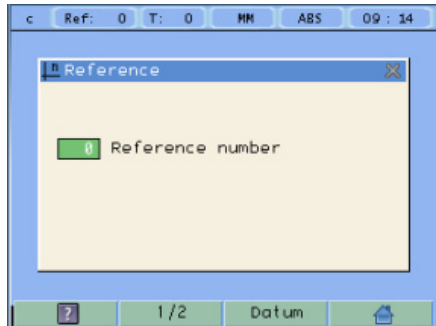 c Ref: 0 T: 0 MM ABS 09 : 14
n Reference
0 Reference number
? 1/2 Datum